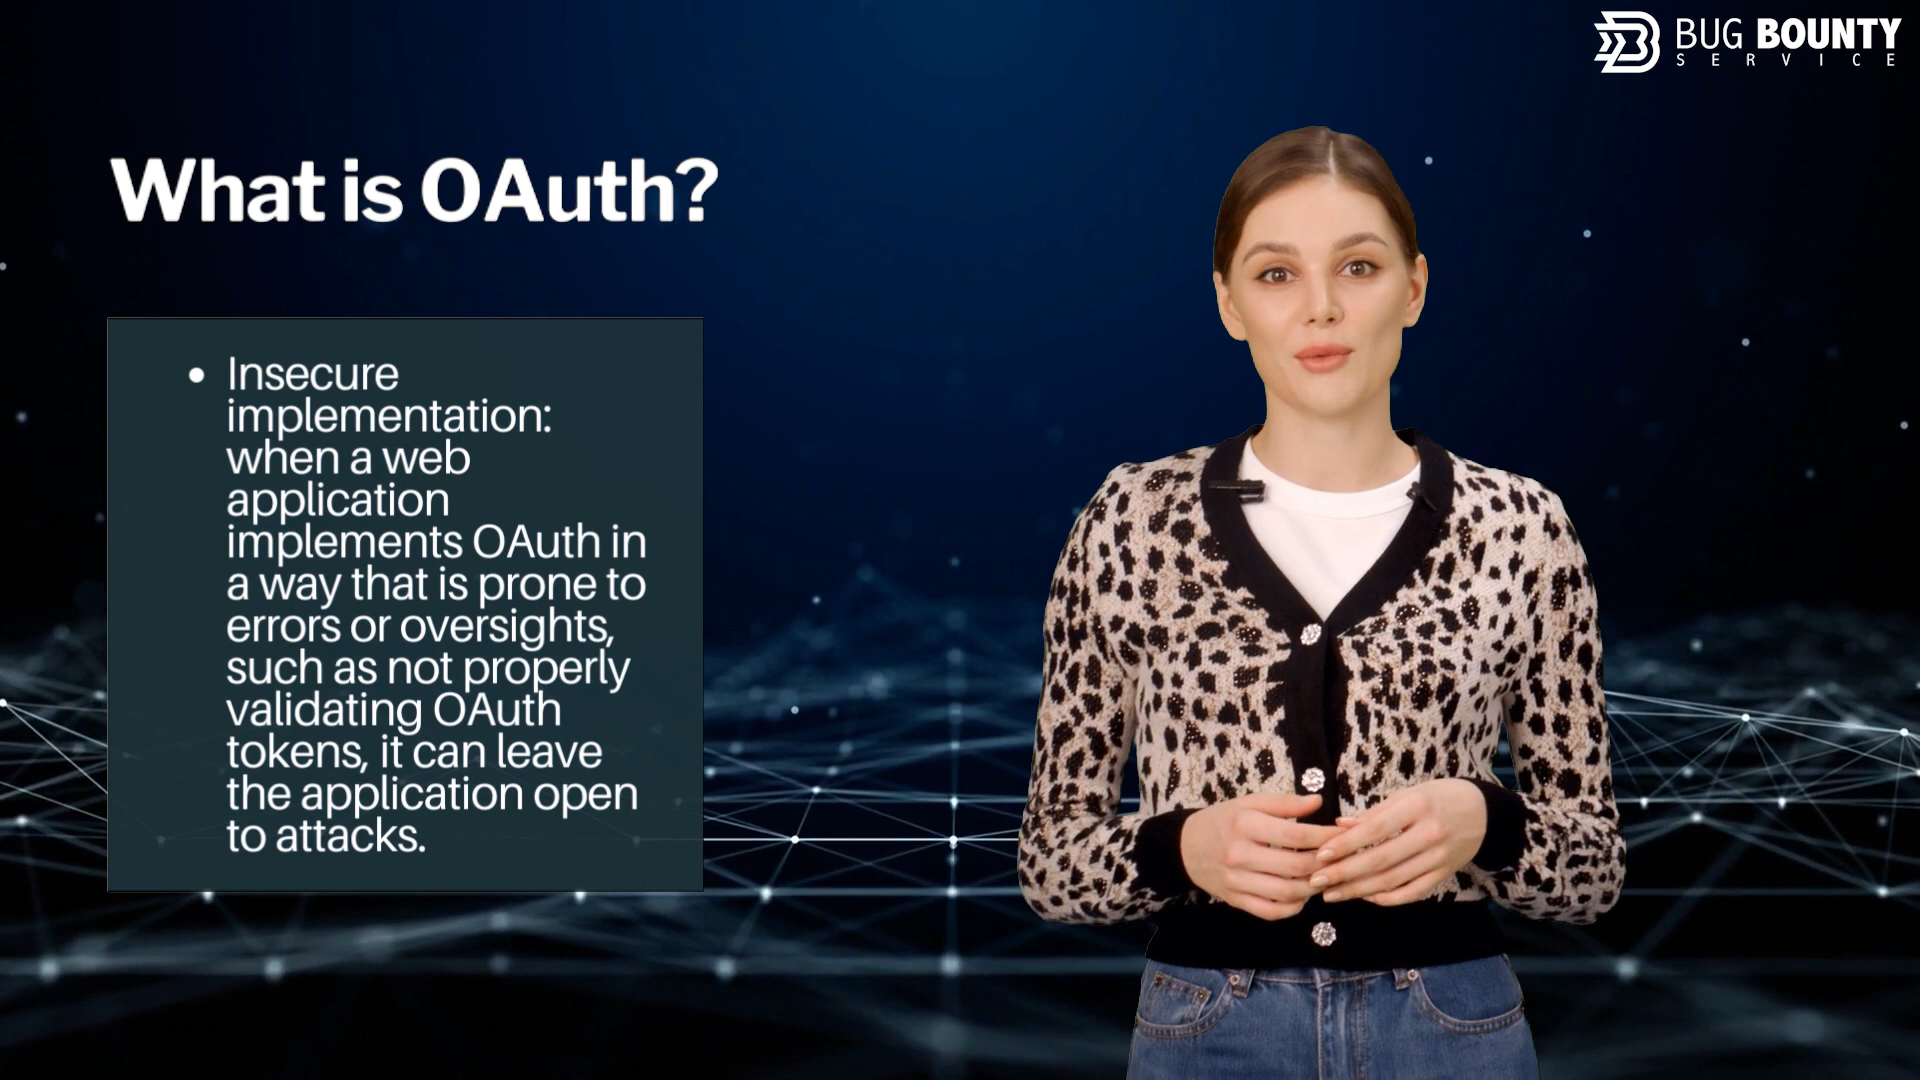 BUG BOUNTY
SERVICE
What is OAuth?
• Insecure
implementation:
when a web
application
implements OAuth in
a way that is prone to
errors or oversights,
such as not properly
validating OAuth
tokens, it can leave
the application open
to attacks.